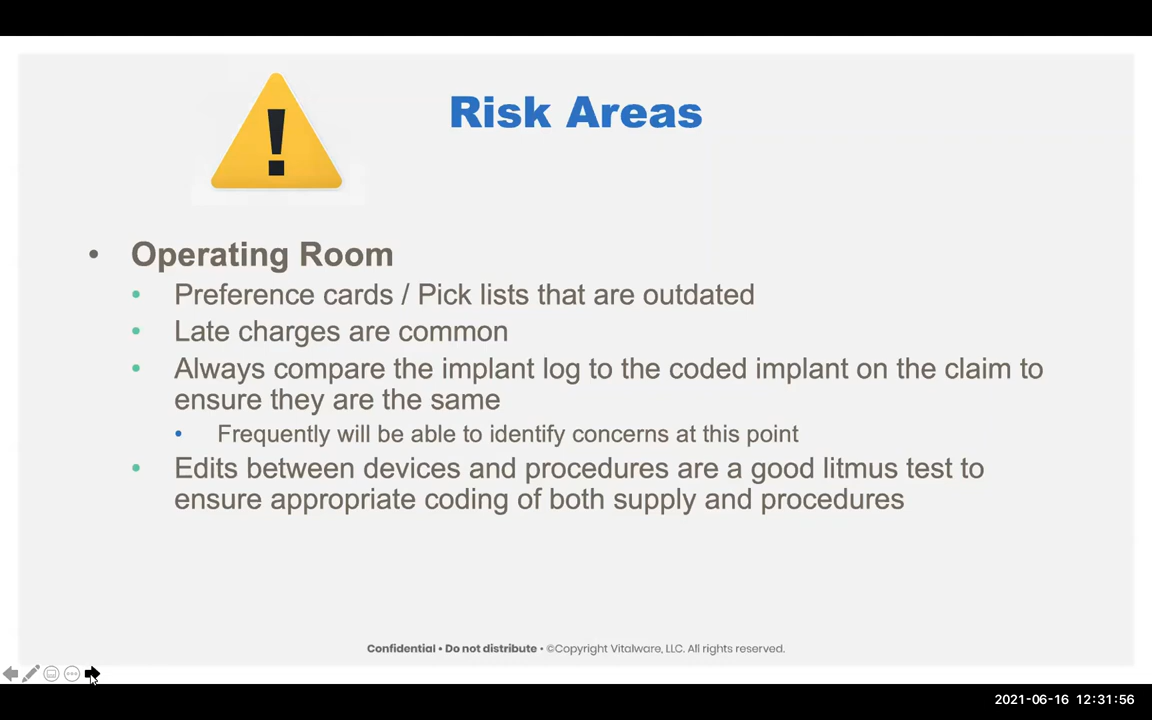 Risk Areas
• Operating Room
• Preference cards / Pick lists that are outdated
• Late charges are common
• Always compare the implant log to the coded implant on the claim to
ensure they are the same
• Frequently will be able to identify concerns at this point
• Edits between devices and procedures are a good litmus test to
ensure appropriate coding of both supply and procedures
Confidential • Do not distribute • ©Copyright Vitalware, LLC. All rights reserved.
2021-06-16 12:31:56